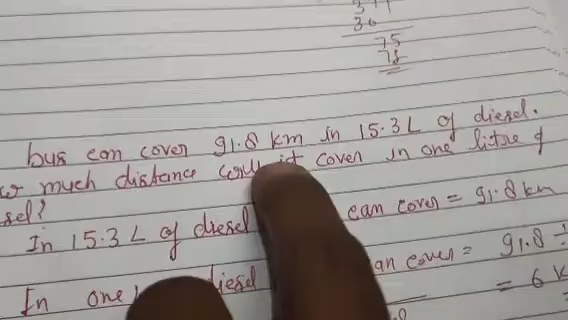 30
75
75
bus can cover 91.8 km in 15.3 L of diesel.
much distance will it cover in one litre of
sel?
In 15.3 L of diesel can cover = 91.8 km
In one diesel an cover = 91.8 ÷
= 6 K